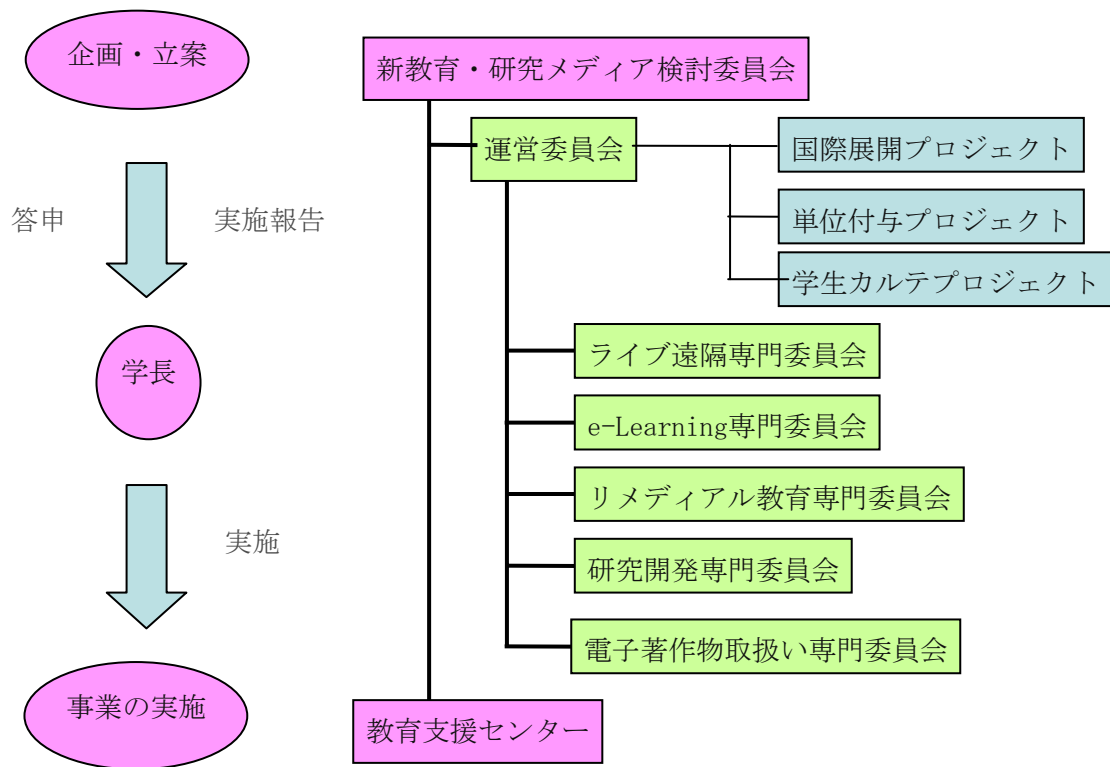 企画・立案
答申
実施報告
学長
実施
事業の実施
新教育・研究メディア検討委員会
運営委員会
国際展開プロジェクト
単位付与プロジェクト
学生カルテプロジェクト
ライブ遠隔専門委員会
e-Learning専門委員会
リメディアル教育専門委員会
研究開発専門委員会
電子著作物取扱い専門委員会
教育支援センター